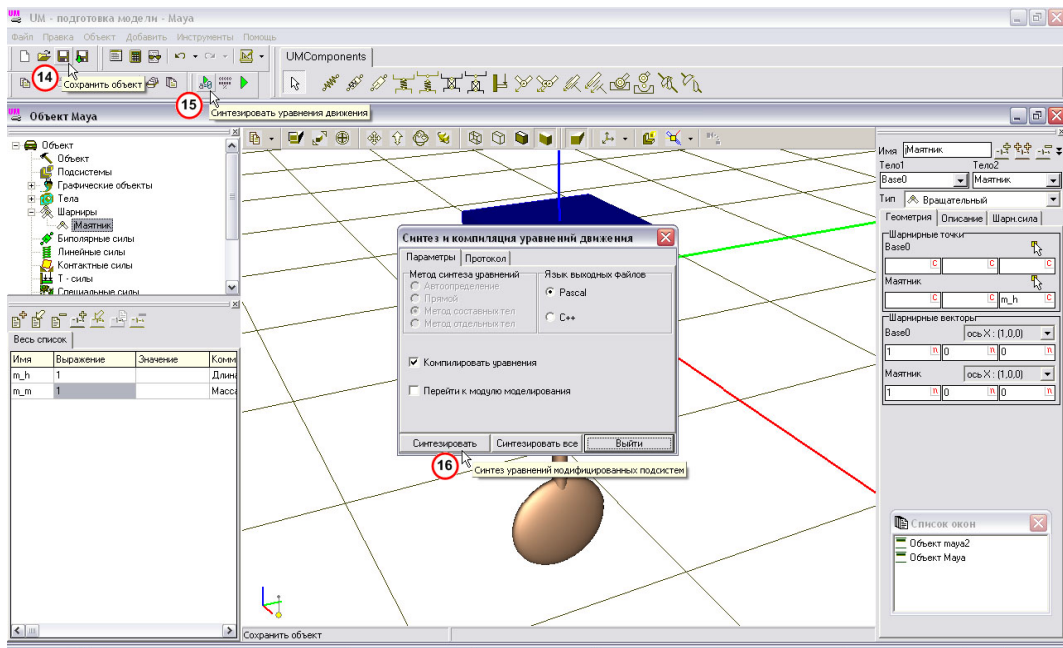 UM - подготовка модели - Maya
Файл Правка Объект Добавить Инструменты Помощь
UMComponents
14
Сохранить объект
15
Синтезировать уравнения движения
Объект Maya
Объект
Объект
Подсистемы
Графические объекты
Тела
Шарниры
jМаятник
Биполярные силы
Линейные силы
Контактные силы
T - силы
Специальные силы
Весь список
Имя Выражение Значение Комм
m_h 1 Длина
m_m 1 Масса
Синтез и компиляция уравнений движения
Параметры Протокол
Метод синтеза уравнений
Автоопределение
Прямой
Метод составных тел
Метод отдельных тел
Язык выходных файлов
Pascal
C++
Компилировать уравнения
Перейти к модулю моделирования
Синтезировать Синтезировать все Выйти
16
Синтез уравнений модифицированных подсистем
Имя jМаятник
Тело1 Тело2
Base0 Маятник
Тип Вращательный
Геометрия Описание Шарн.сила
Шарнирные точки
Base0
C C C
Маятник
C C m_h C
Шарнирные векторы
Base0 ось X : (1,0,0)
1 n 0 n 0 n
Маятник ось X : (1,0,0)
1 n 0 n 0 n
Список окон
Объект maya2
Объект Maya
Сохранить объект